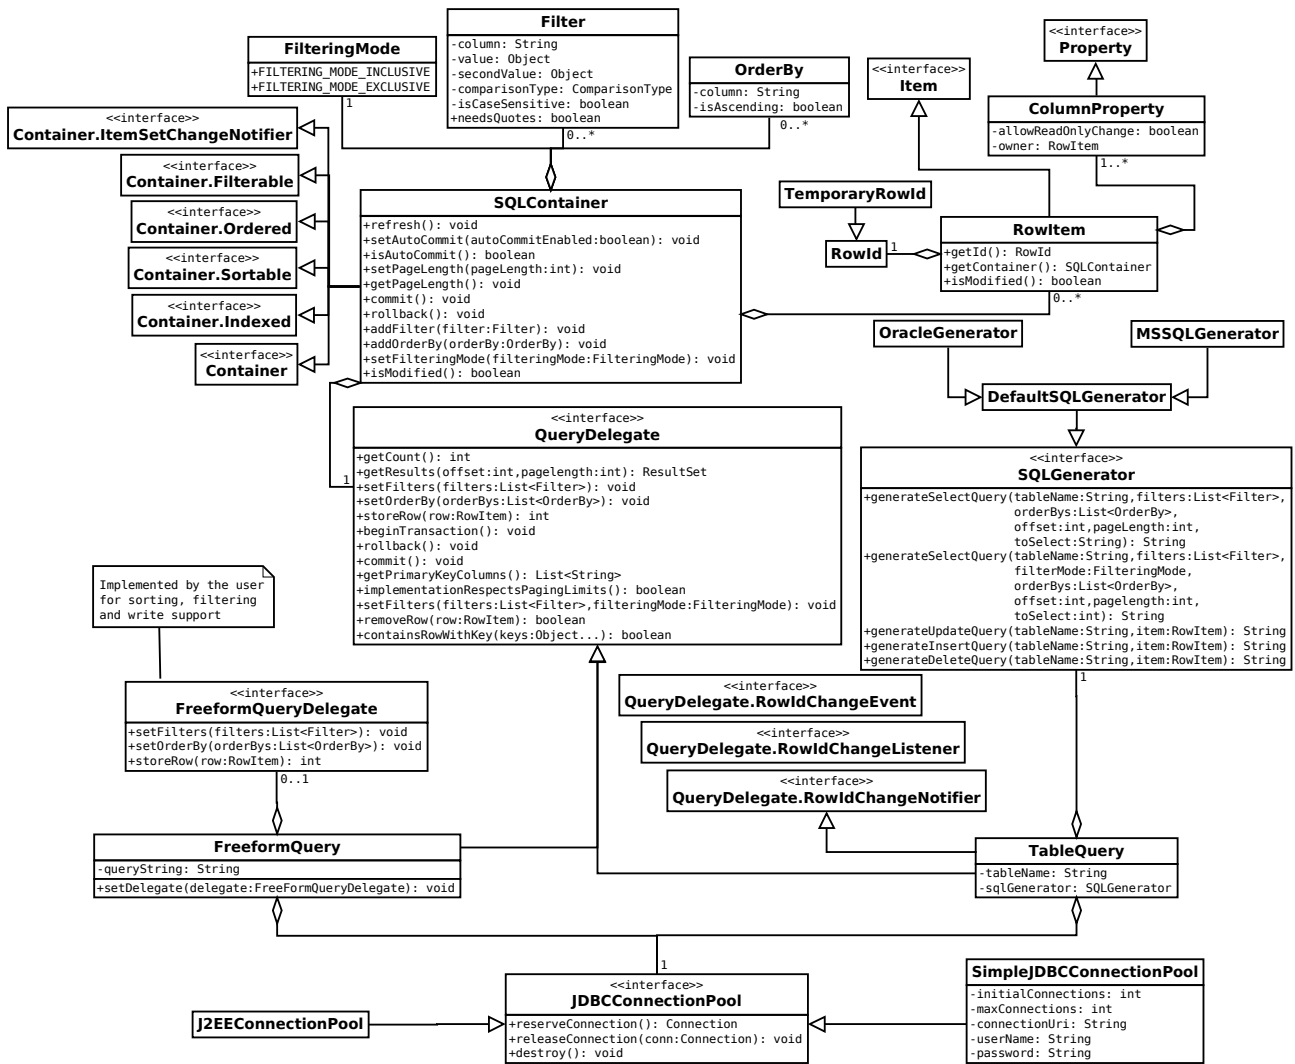 FilteringMode
+FILTERING_MODE_INCLUSIVE
+FILTERING_MODE_EXCLUSIVE
1
Filter
-column: String
-value: Object
-secondValue: Object
-comparisonType: ComparisonType
-isCaseSensitive: boolean
+needsQuotes: boolean
0..*
OrderBy
-column: String
-isAscending: boolean
0..*
<<interface>>
Item
<<interface>>
Property
ColumnProperty
-allowReadOnlyChange: boolean
-owner: RowItem
1..*
<<interface>>
Container.ItemSetChangeNotifier
<<interface>>
Container.Filterable
<<interface>>
Container.Ordered
<<interface>>
Container.Sortable
<<interface>>
Container.Indexed
<<interface>>
Container
SQLContainer
+refresh(): void
+setAutoCommit(autoCommitEnabled:boolean): void
+isAutoCommit(): boolean
+setPageLength(pageLength:int): void
+getPageLength(): void
+commit(): void
+rollback(): void
+addFilter(filter:Filter): void
+addOrderBy(orderBy:OrderBy): void
+setFilteringMode(filteringMode:FilteringMode): void
+isModified(): boolean
TemporaryRowId
RowId
1
RowItem
+getId(): RowId
+getContainer(): SQLContainer
+isModified(): boolean
0..*
OracleGenerator
MSSQLGenerator
DefaultSQLGenerator
<<interface>>
QueryDelegate
+getCount(): int
+getResults(offset:int,pagelength:int): ResultSet
+setFilters(filters:List<Filter>): void
+setOrderBy(orderBys:List<OrderBy>): void
+storeRow(row:RowItem): int
+beginTransaction(): void
+rollback(): void
+commit(): void
+getPrimaryKeyColumns(): List<String>
+implementationRespectsPagingLimits(): boolean
+setFilters(filters:List<Filter>,filteringMode:FilteringMode): void
+removeRow(row:RowItem): boolean
+containsRowWithKey(keys:Object...): boolean
1
<<interface>>
SQLGenerator
+generateSelectQuery(tableName:String,filters:List<Filter>,
orderBys:List<OrderBy>,
offset:int,pageLength:int,
toSelect:String): String
+generateSelectQuery(tableName:String,filters:List<Filter>,
filterMode:FilteringMode,
orderBys:List<OrderBy>,
offset:int,pagelength:int,
toSelect:int): String
+generateUpdateQuery(tableName:String,item:RowItem): String
+generateInsertQuery(tableName:String,item:RowItem): String
+generateDeleteQuery(tableName:String,item:RowItem): String
1
Implemented by the user
for sorting, filtering
and write support
<<interface>>
FreeformQueryDelegate
+setFilters(filters:List<Filter>): void
+setOrderBy(orderBys:List<OrderBy>): void
+storeRow(row:RowItem): int
0..1
<<interface>>
QueryDelegate.RowIdChangeEvent
<<interface>>
QueryDelegate.RowIdChangeListener
<<interface>>
QueryDelegate.RowIdChangeNotifier
FreeformQuery
-queryString: String
+setDelegate(delegate:FreeFormQueryDelegate): void
TableQuery
-tableName: String
-sqlGenerator: SQLGenerator
1
<<interface>>
JDBCConnectionPool
+reserveConnection(): Connection
+releaseConnection(conn:Connection): void
+destroy(): void
J2EEConnectionPool
SimpleJDBCConnectionPool
-initialConnections: int
-maxConnections: int
-connectionUri: String
-userName: String
-password: String